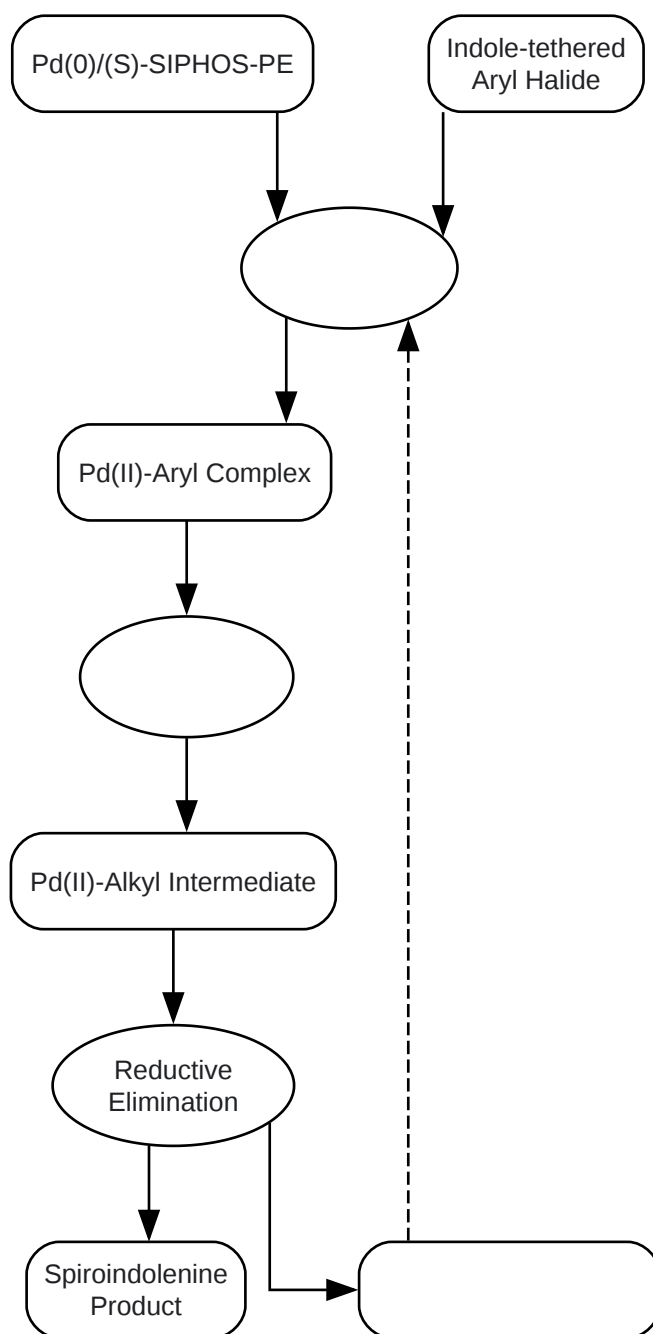 Pd(0)/(S)-SIPHOS-PE
Indole-tethered
Aryl Halide
Pd(II)-Aryl Complex
Pd(II)-Alkyl Intermediate
Reductive
Elimination
Spiroindolenine
Product